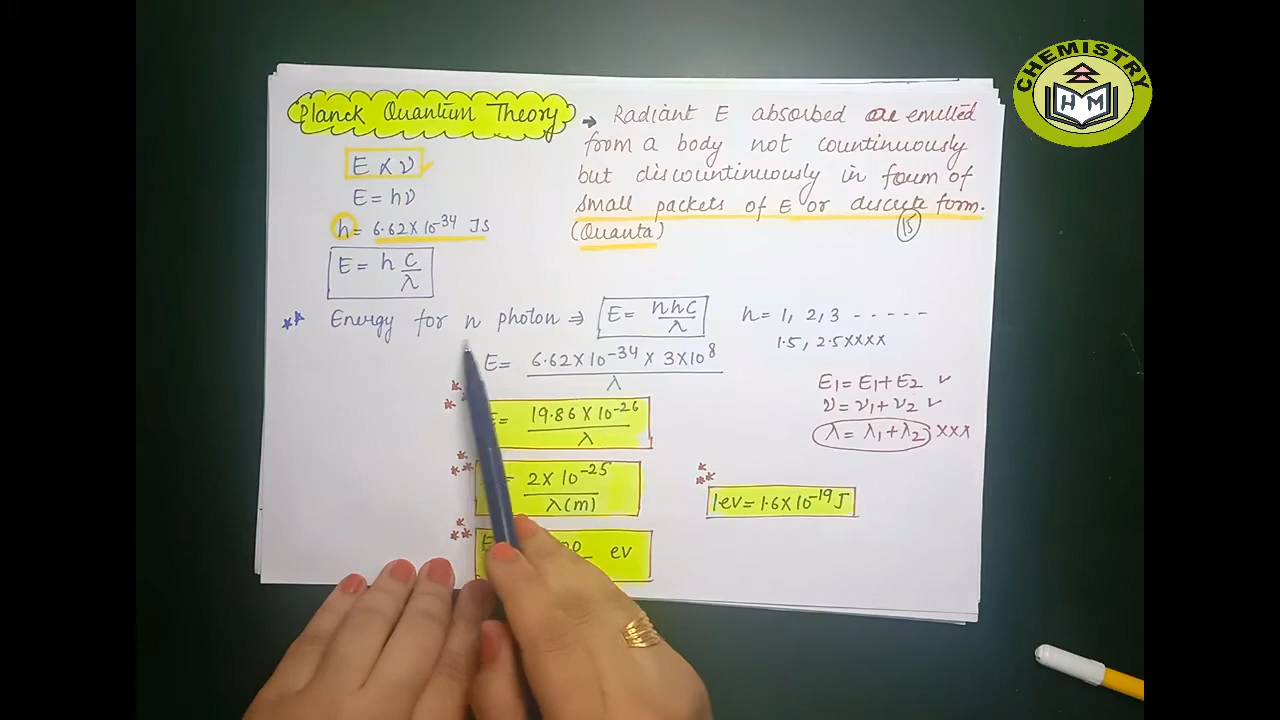 CHEMISTRY
HM
Planck Quantum Theory
→ Radiant E absorbed or emitted
from a body not countinuously
but discountinuously in form of
small packets of E or discrete form.
(Quanta)
15
E ∝ ν
E = hν
h = 6.62 × 10⁻³⁴ JS
E = h c/λ
** Energy for n photon ⇒ E = nhc/λ
n = 1, 2, 3 - - - - -
1.5, 2.5××××
E = 6.62 × 10⁻³⁴ × 3 × 10⁸ / λ
E₁ = E₁ + E₂ ✓
ν = ν₁ + ν₂ ✓
λ = λ₁ + λ₂ ×××
E = 19.86 × 10⁻²⁶ / λ
= 2 × 10⁻²⁵ / λ(m)
1ev = 1.6 × 10⁻¹⁹ J
E ev